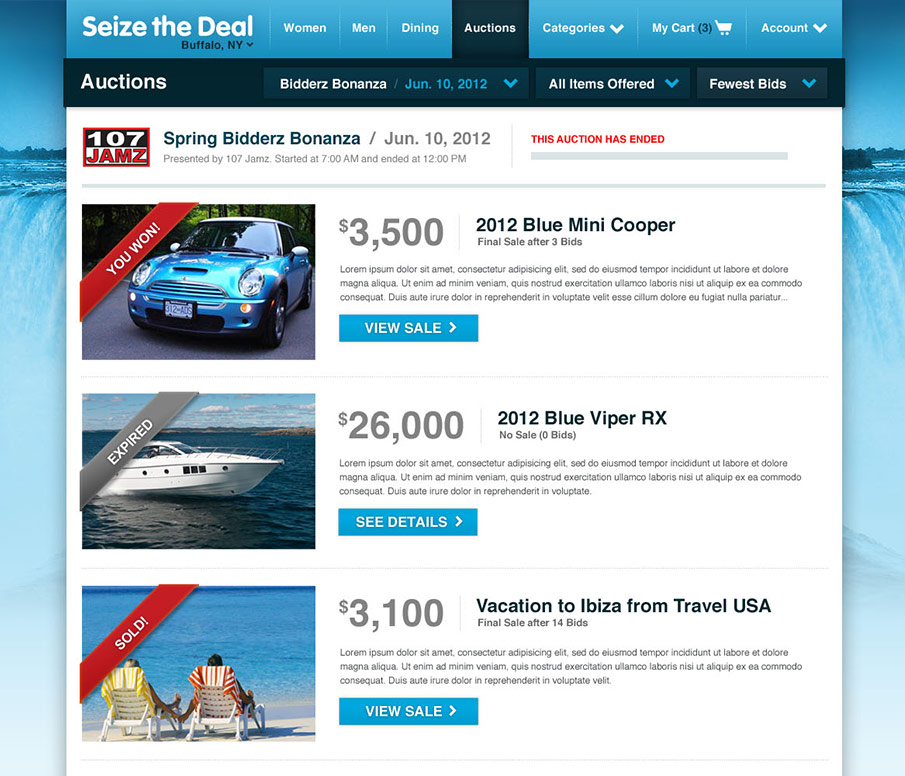 Seize the Deal
Buffalo, NY
Women
Men
Dining
Auctions
Categories
My Cart (3)
Account
Auctions
Bidderz Bonanza / Jun. 10, 2012
All Items Offered
Fewest Bids
107
JAMZ
Spring Bidderz Bonanza / Jun. 10, 2012
Presented by 107 Jamz. Started at 7:00 AM and ended at 12:00 PM
THIS AUCTION HAS ENDED
YOU WON!
$3,500
2012 Blue Mini Cooper
Final Sale after 3 Bids
Lorem ipsum dolor sit amet, consectetur adipisicing elit, sed do eiusmod tempor incididunt ut labore et dolore
magna aliqua. Ut enim ad minim veniam, quis nostrud exercitation ullamco laboris nisi ut aliquip ex ea commodo
consequat. Duis aute irure dolor in reprehenderit in voluptate velit esse cillum dolore eu fugiat nulla pariatur...
VIEW SALE
EXPIRED
$26,000
2012 Blue Viper RX
No Sale (0 Bids)
Lorem ipsum dolor sit amet, consectetur adipisicing elit, sed do eiusmod tempor incididunt ut labore et dolore
magna aliqua. Ut enim ad minim veniam, quis nostrud exercitation ullamco laboris nisi ut aliquip ex ea commodo
consequat. Duis aute irure dolor in reprehenderit in voluptate.
SEE DETAILS
SOLD!
$3,100
Vacation to Ibiza from Travel USA
Final Sale after 14 Bids
Lorem ipsum dolor sit amet, consectetur adipisicing elit, sed do eiusmod tempor incididunt ut labore et dolore
magna aliqua. Ut enim ad minim veniam, quis nostrud exercitation ullamco laboris nisi ut aliquip ex ea commodo
consequat. Duis aute irure dolor in reprehenderit in voluptate velit.
VIEW SALE